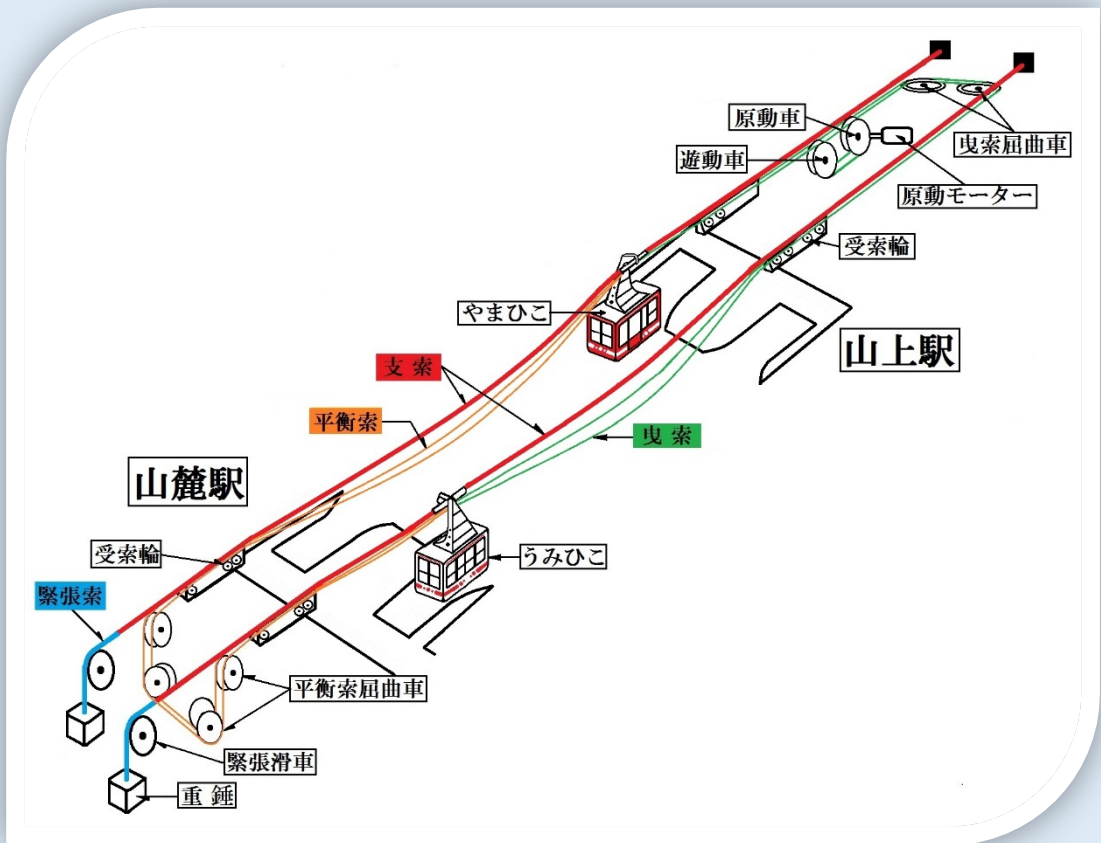 原動車
曳索屈曲車
遊動車
原動モーター
受索輪
やまひこ
山上駅
支索
平衡索
曳索
山麓駅
受索輪
うみひこ
緊張索
平衡索屈曲車
緊張滑車
重錘